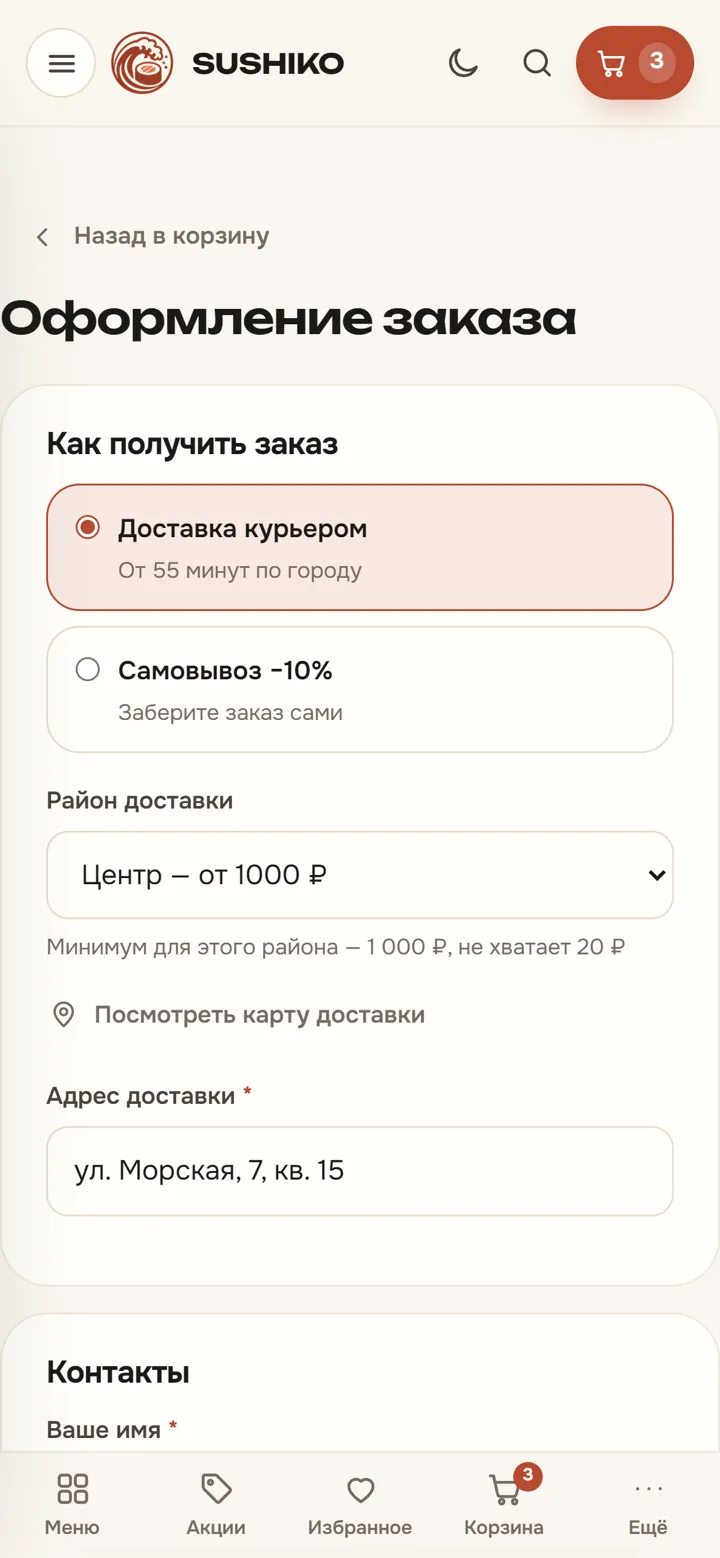 SUSHIKO
3
Назад в корзину
Оформление заказа
Как получить заказ
Доставка курьером
От 55 минут по городу
Самовывоз −10%
Заберите заказ сами
Район доставки
Центр — от 1000 ₽
Минимум для этого района — 1 000 ₽, не хватает 20 ₽
Посмотреть карту доставки
Адрес доставки *
ул. Морская, 7, кв. 15
Контакты
Ваше имя *
3
Меню
Акции
Избранное
Корзина
Ещё